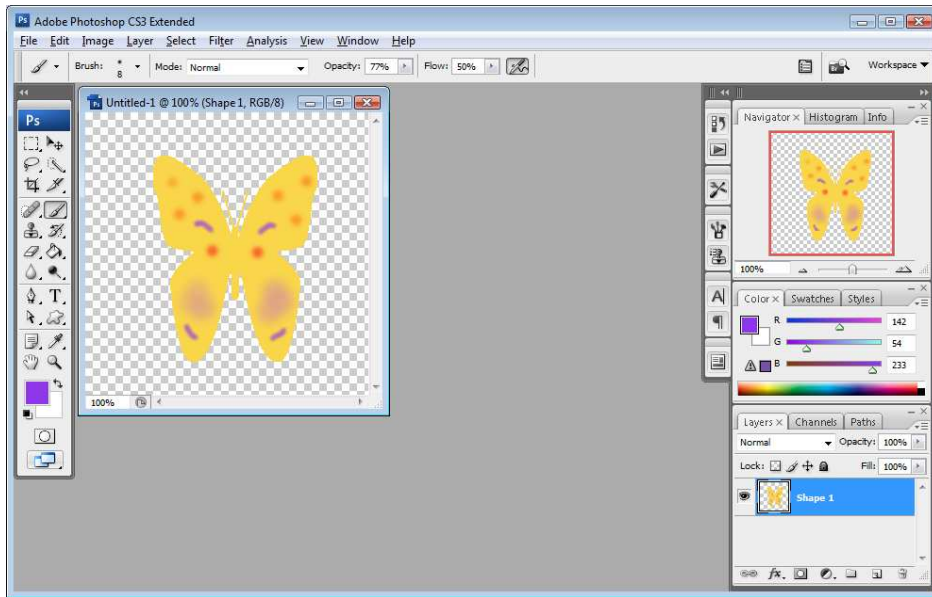 Ps Adobe Photoshop CS3 Extended
File Edit Image Layer Select Filter Analysis View Window Help
Brush: 8 Mode: Normal Opacity: 77% Flow: 50% Workspace
Ps
Untitled-1 @ 100% (Shape 1, RGB/8)
100%
Navigator × Histogram Info
100%
Color × Swatches Styles
R 142
G 54
B 233
Layers × Channels Paths
Normal Opacity: 100%
Lock: Fill: 100%
Shape 1